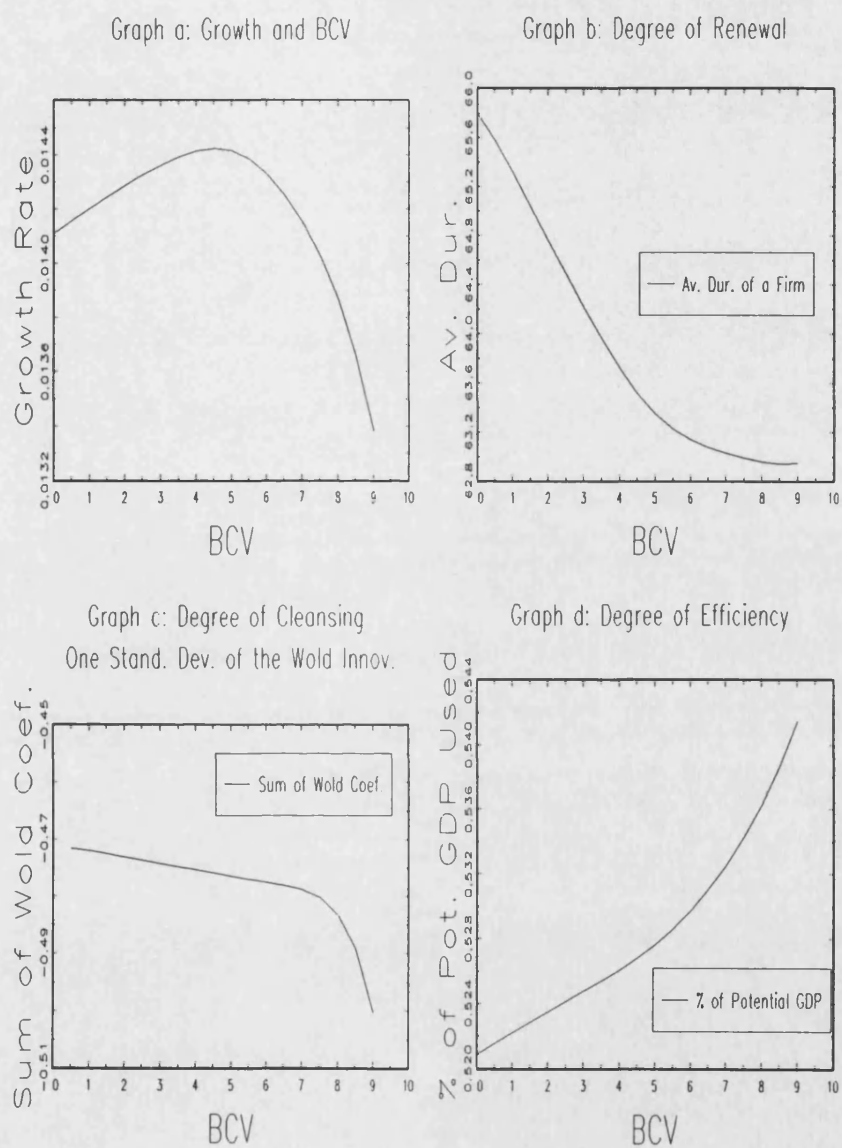 Graph a: Growth and BCV
Growth Rate
0.0144
0.0140
0.0136
0.0132
0 1 2 3 4 5 6 7 8 9 10
BCV
Graph b: Degree of Renewal
Av. Dur.
66.0
65.6
65.2
64.8
64.4
64.0
63.6
63.2
62.8
Av. Dur. of a Firm
0 1 2 3 4 5 6 7 8 9 10
BCV
Graph c: Degree of Cleansing
One Stand. Dev. of the Wold Innov.
Sum of Wold Coef.
-0.45
-0.47
-0.49
-0.51
Sum of Wold Coef
0 1 2 3 4 5 6 7 8 9 10
BCV
Graph d: Degree of Efficiency
% of Pot. GDP Used
0.544
0.540
0.536
0.532
0.528
0.524
0.520
% of Potential GDP
0 1 2 3 4 5 6 7 8 9 10
BCV